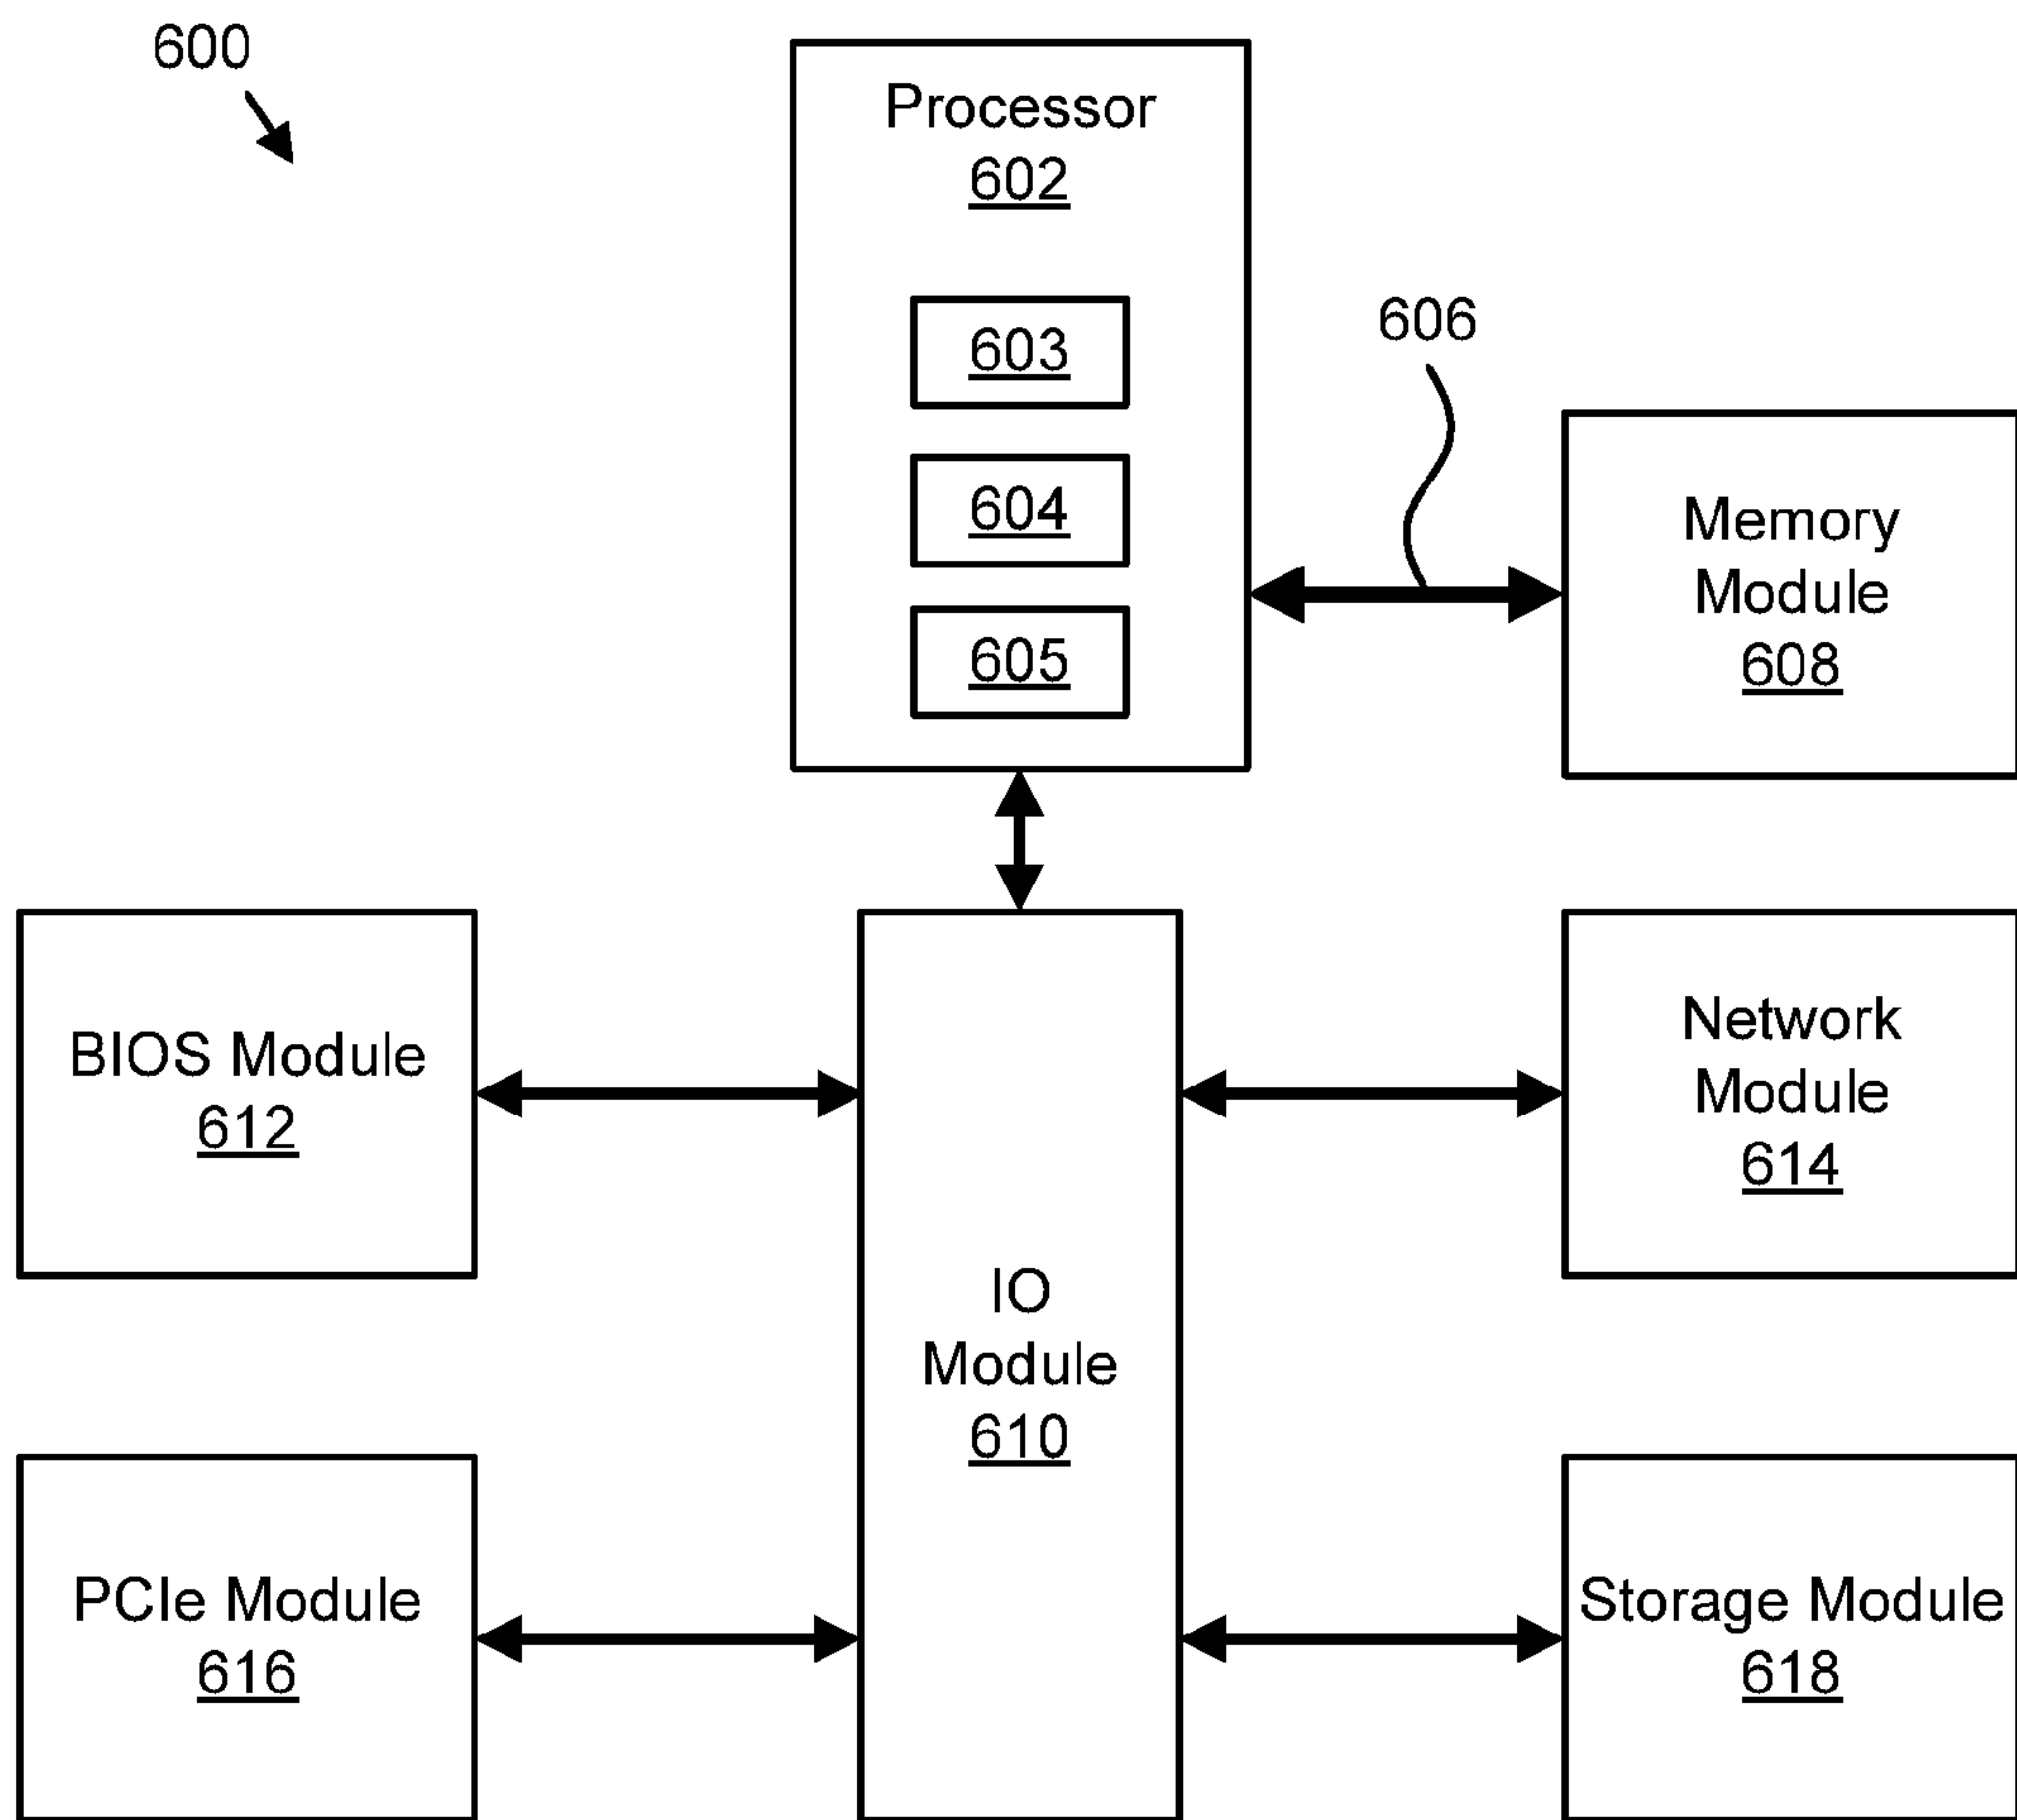 600
Processor
602
603
606
604
605
Memory
Module
608
BIOS Module
612
Network
Module
614
IO
Module
610
PCIe Module
616
Storage Module
618